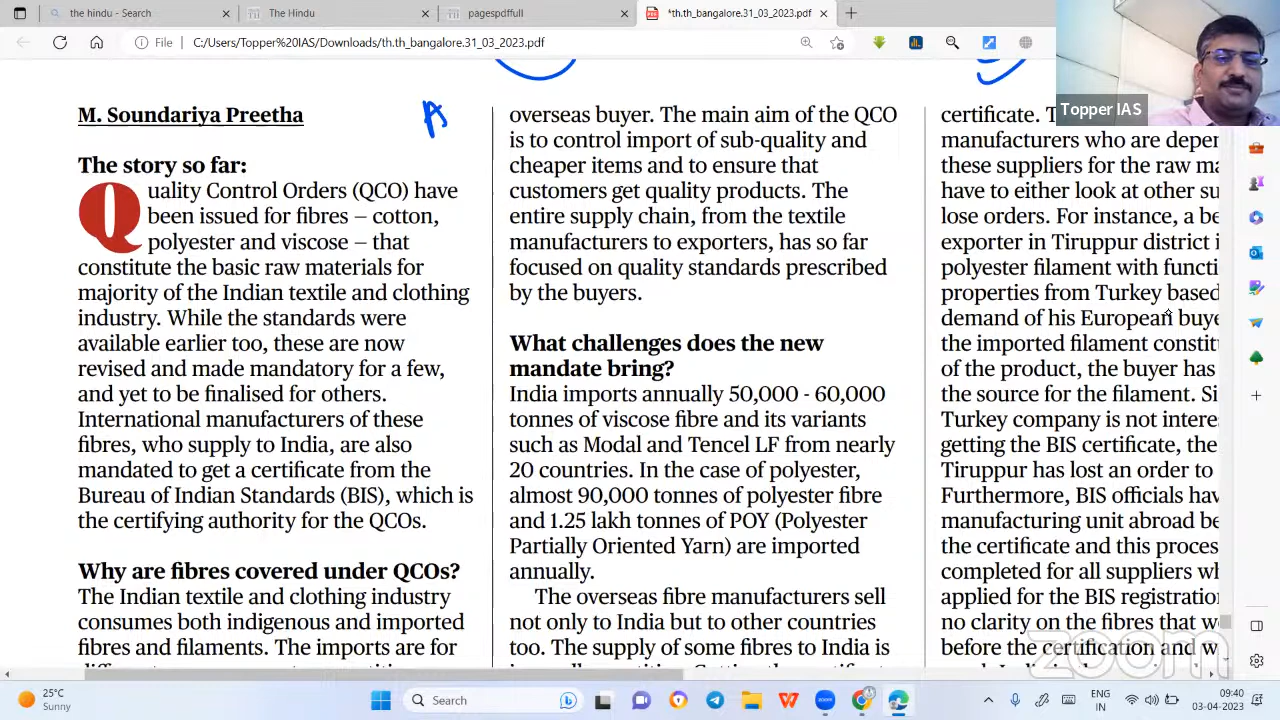 the hindu - Search
The Hindu
pagespdfull
*th.th_bangalore.31_03_2023.pdf
File
C:/Users/Topper%20IAS/Downloads/th.th_bangalore.31_03_2023.pdf
Topper IAS
M. Soundariya Preetha
A
The story so far:
Quality Control Orders (QCO) have
been issued for fibres – cotton,
polyester and viscose – that
constitute the basic raw materials for
majority of the Indian textile and clothing
industry. While the standards were
available earlier too, these are now
revised and made mandatory for a few,
and yet to be finalised for others.
International manufacturers of these
fibres, who supply to India, are also
mandated to get a certificate from the
Bureau of Indian Standards (BIS), which is
the certifying authority for the QCOs.
Why are fibres covered under QCOs?
The Indian textile and clothing industry
consumes both indigenous and imported
fibres and filaments. The imports are for
overseas buyer. The main aim of the QCO
is to control import of sub-quality and
cheaper items and to ensure that
customers get quality products. The
entire supply chain, from the textile
manufacturers to exporters, has so far
focused on quality standards prescribed
by the buyers.
What challenges does the new
mandate bring?
India imports annually 50,000 - 60,000
tonnes of viscose fibre and its variants
such as Modal and Tencel LF from nearly
20 countries. In the case of polyester,
almost 90,000 tonnes of polyester fibre
and 1.25 lakh tonnes of POY (Polyester
Partially Oriented Yarn) are imported
annually.
The overseas fibre manufacturers sell
not only to India but to other countries
too. The supply of some fibres to India is
certificate. T
manufacturers who are depen
these suppliers for the raw ma
have to either look at other su
lose orders. For instance, a be
exporter in Tiruppur district i
polyester filament with functi
properties from Turkey based
demand of his European buye
the imported filament constit
of the product, the buyer has
the source for the filament. Si
Turkey company is not intere
getting the BIS certificate, the
Tiruppur has lost an order to
Furthermore, BIS officials hav
manufacturing unit abroad be
the certificate and this proces
completed for all suppliers wh
applied for the BIS registration
no clarity on the fibres that w
before the certification and w
zoom
25°C
Sunny
Search
ENG
IN
09:40
03-04-2023